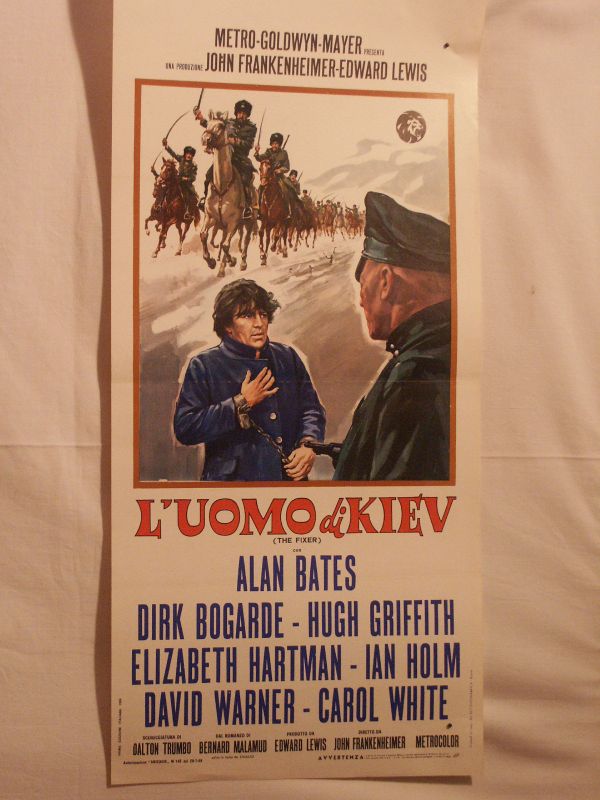 METRO-GOLDWYN-MAYER PRESENTA
UNA PRODUZIONE JOHN FRANKENHEIMER-EDWARD LEWIS
L'UOMO di KIEV
(THE FIXER)
con
ALAN BATES
DIRK BOGARDE - HUGH GRIFFITH
ELIZABETH HARTMAN - IAN HOLM
DAVID WARNER - CAROL WHITE
SCENEGGIATURA DI DAL ROMANZO DI PRODOTTO DA DIRETTO DA
DALTON TRUMBO BERNARD MALAMUD EDWARD LEWIS JOHN FRANKENHEIMER METROCOLOR
AVVERTENZA